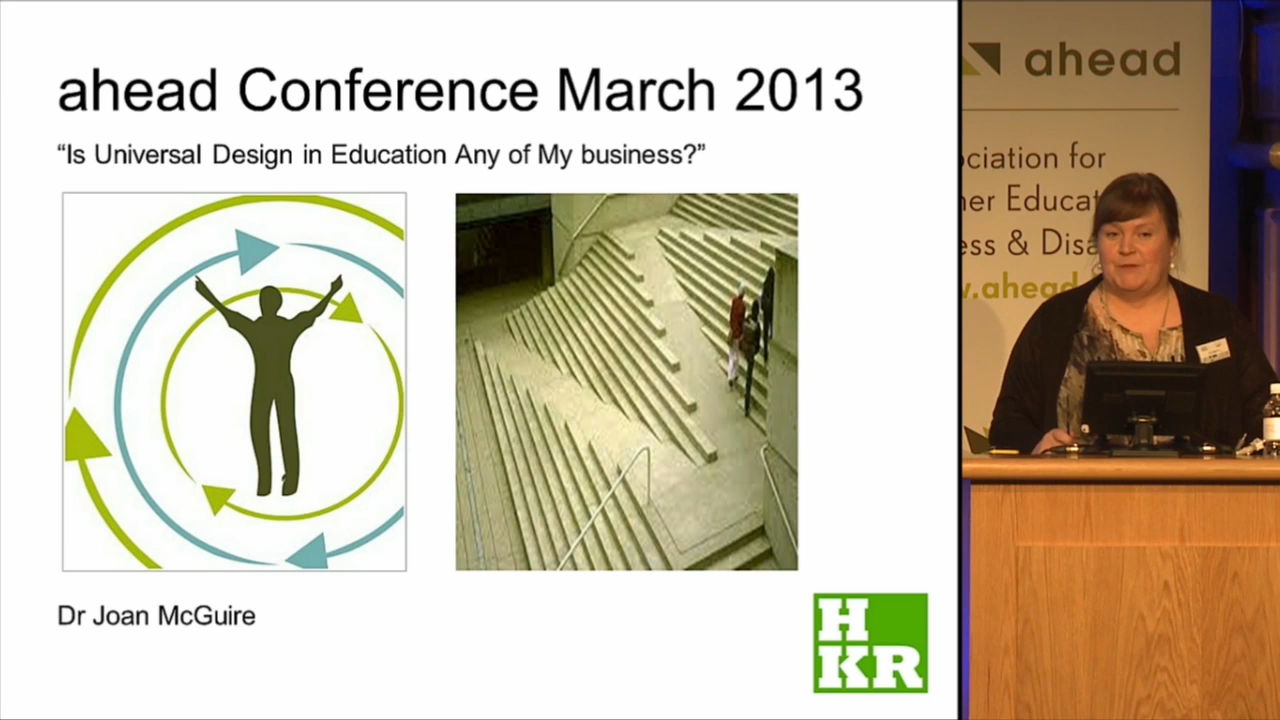 ahead Conference March 2013
“Is Universal Design in Education Any of My business?”
Dr Joan McGuire
H
KR
ahead
ociation for
er Educat
ess & Disa
.ahead